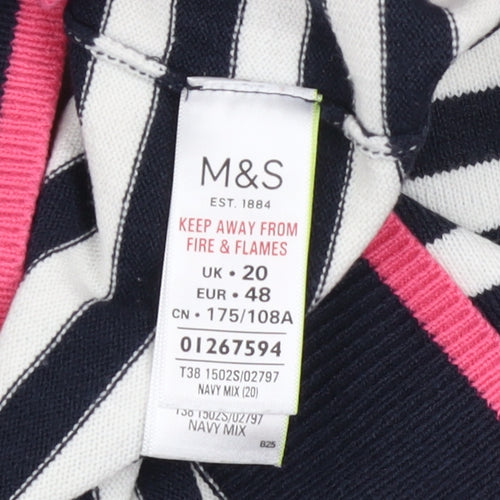 M&S
EST. 1884
KEEP AWAY FROM
FIRE & FLAMES
UK • 20
EUR • 48
CN • 175/108A
01267594
T38 1502S/02797
NAVY MIX (20)
T38 1502S/02797
NAVY MIX
825